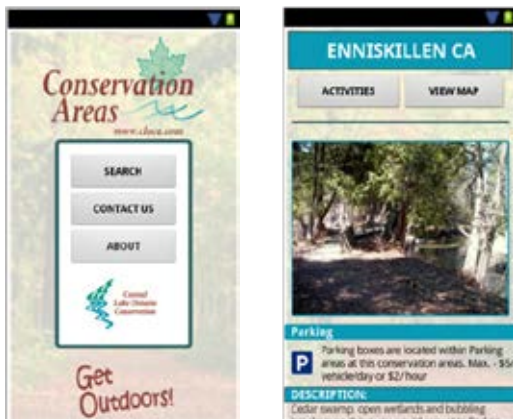 Conservation
Areas
www.cloca.com
SEARCH
CONTACT US
ABOUT
Central
Lake Ontario
Conservation
Get
Outdoors!
ENNISKILLEN CA
ACTIVITIES
VIEW MAP
Parking
P
Parking boxes are located within Parking
areas at this conservation areas. Max. - $5/
vehicle/day or $2/ hour
DESCRIPTION:
Cedar swamp, open wetlands and bubbling